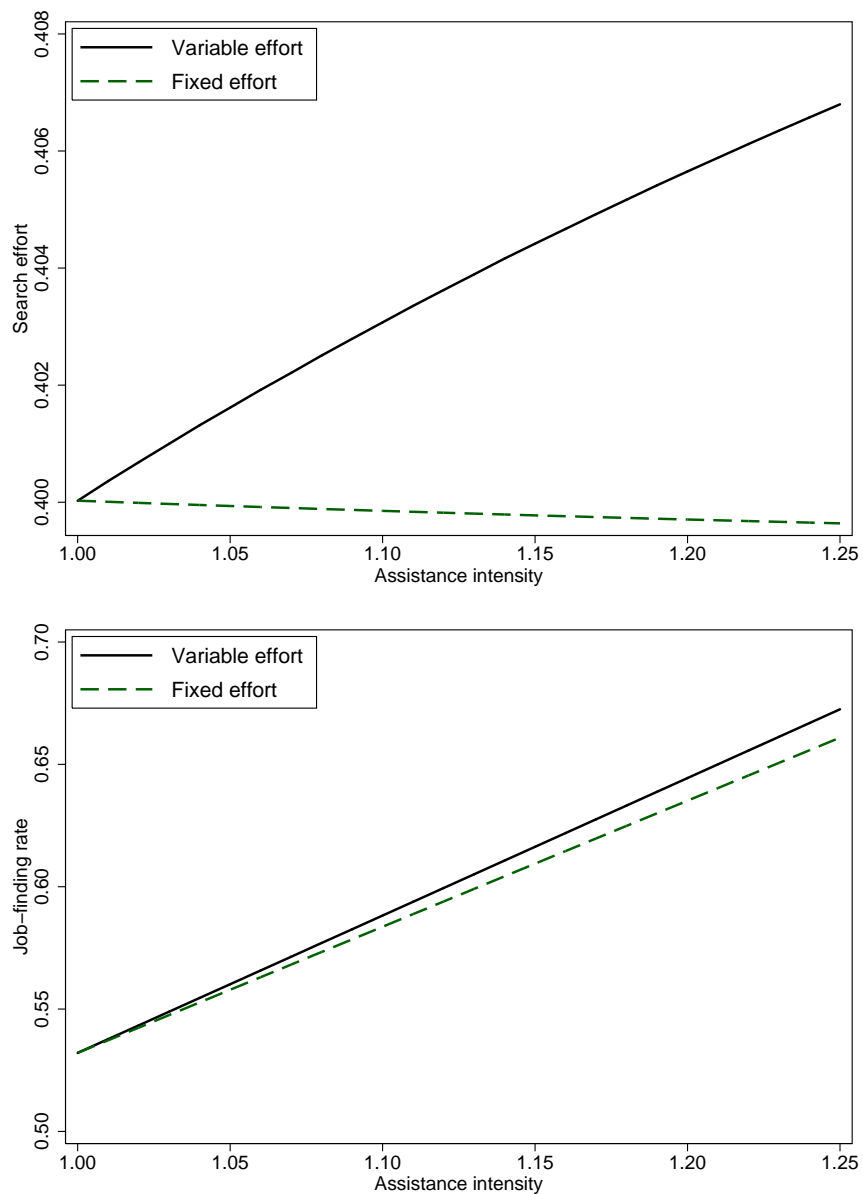 Variable effort
Fixed effort
Search effort
0.408
0.406
0.404
0.402
0.400
1.00 1.05 1.10 1.15 1.20 1.25
Assistance intensity
Variable effort
Fixed effort
Job−finding rate
0.70
0.65
0.60
0.55
0.50
1.00 1.05 1.10 1.15 1.20 1.25
Assistance intensity